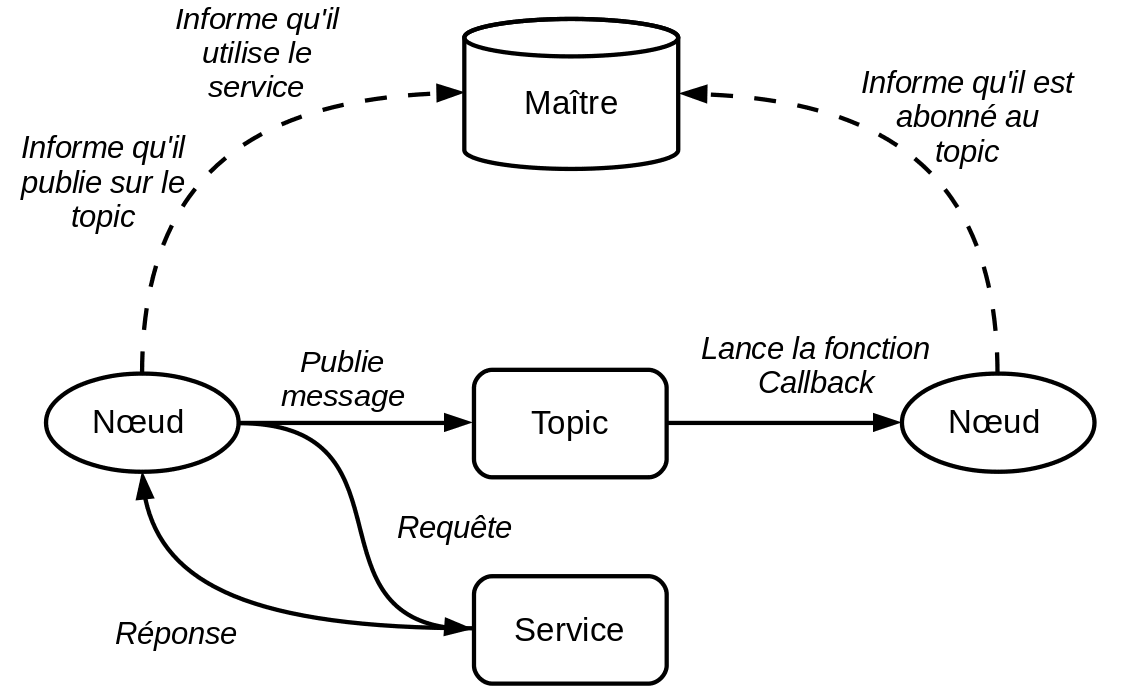 Informe qu'il
utilise le
service
Maître
Informe qu'il est
abonné au
topic
Informe qu'il
publie sur le
topic
Publie
message
Lance la fonction
Callback
Nœud
Topic
Nœud
Requête
Réponse
Service